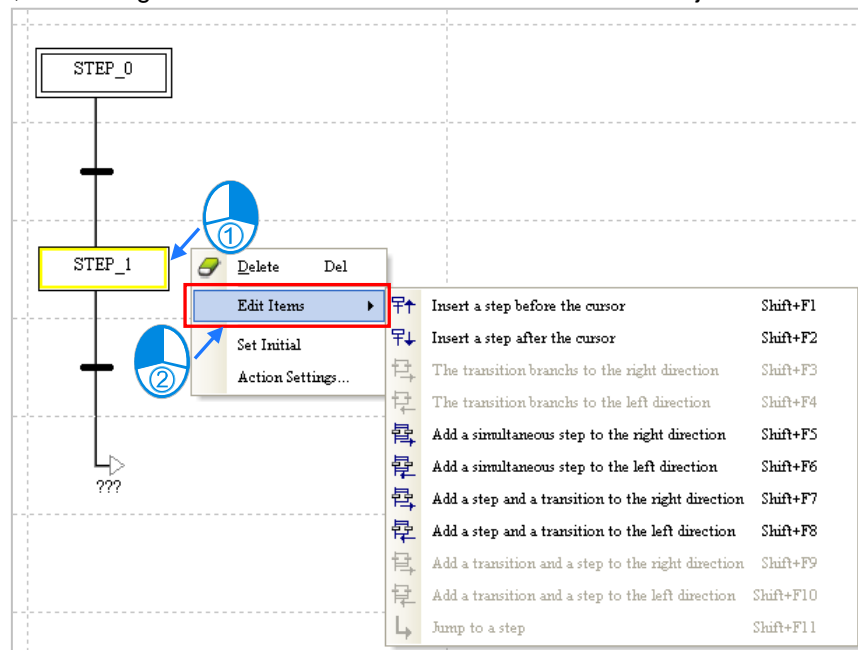 STEP_0
①
STEP_1
Delete Del
Edit Items
Insert a step before the cursor Shift+F1
Set Initial
Insert a step after the cursor Shift+F2
②
Action Settings...
The transition branchs to the right direction Shift+F3
The transition branchs to the left direction Shift+F4
Add a simultaneous step to the right direction Shift+F5
Add a simultaneous step to the left direction Shift+F6
???
Add a step and a transition to the right direction Shift+F7
Add a step and a transition to the left direction Shift+F8
Add a transition and a step to the right direction Shift+F9
Add a transition and a step to the left direction Shift+F10
Jump to a step Shift+F11